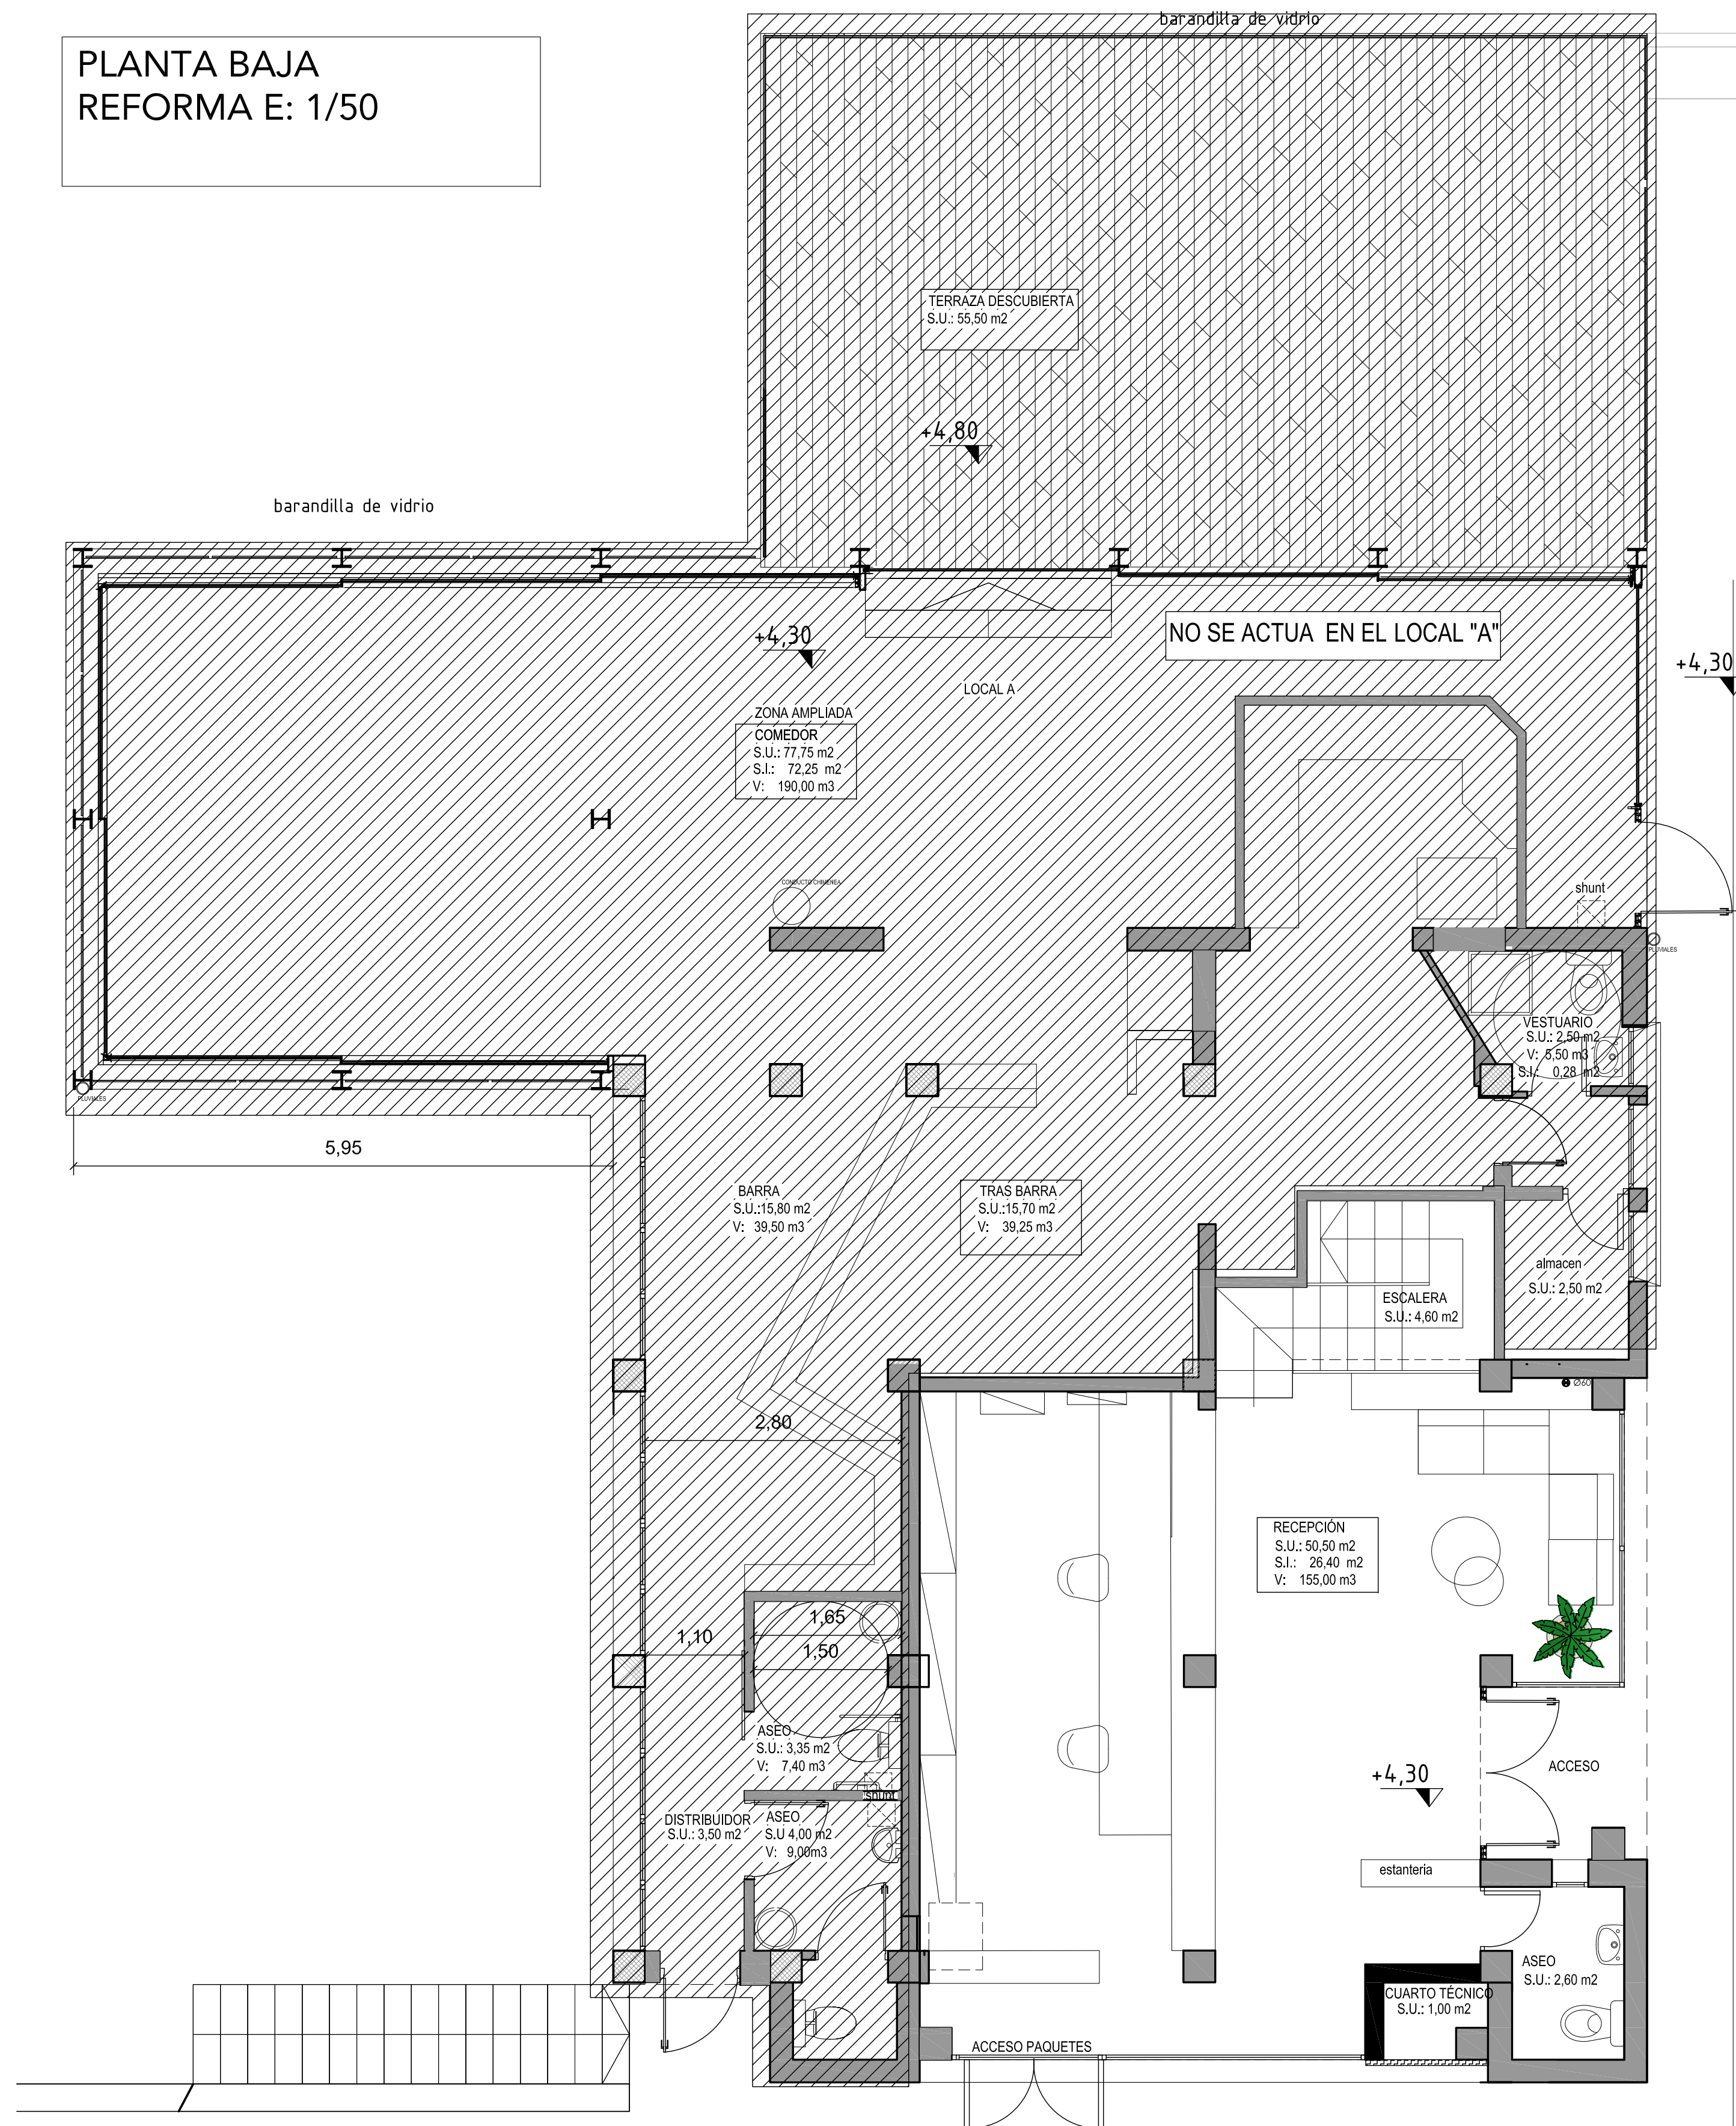 barandilla de vidrio
PLANTA BAJA
REFORMA E: 1/50
TERRAZA DESCUBIERTA
S.U.: 55,50 m2
+4,80
barandilla de vidrio
+4,30
NO SE ACTUA EN EL LOCAL "A"
+4,30
LOCAL A
ZONA AMPLIADA
COMEDOR
S.U.: 77,75 m2
S.I.: 72,25 m2
V: 190,00 m3
CONDUCTO CHIMENEA
shunt
PLUVIALES
VESTUARIO
S.U.: 2,50 m2
V: 5,50 m3
S.I.: 0,28 m2
PLUVIALES
5,95
BARRA
S.U.:15,80 m2
V: 39,50 m3
TRAS BARRA
S.U.:15,70 m2
V: 39,25 m3
almacen
S.U.: 2,50 m2
ESCALERA
S.U.: 4,60 m2
Ø60
2,80
RECEPCIÓN
S.U.: 50,50 m2
S.I.: 26,40 m2
V: 155,00 m3
1,65
1,10
1,50
ASEO
S.U.: 3,35 m2
V: 7,40 m3
+4,30
ACCESO
shunt
DISTRIBUIDOR
S.U.: 3,50 m2
ASEO
S.U 4,00 m2
V: 9,00m3
estanteria
ASEO
S.U.: 2,60 m2
CUARTO TÉCNICO
S.U.: 1,00 m2
ACCESO PAQUETES